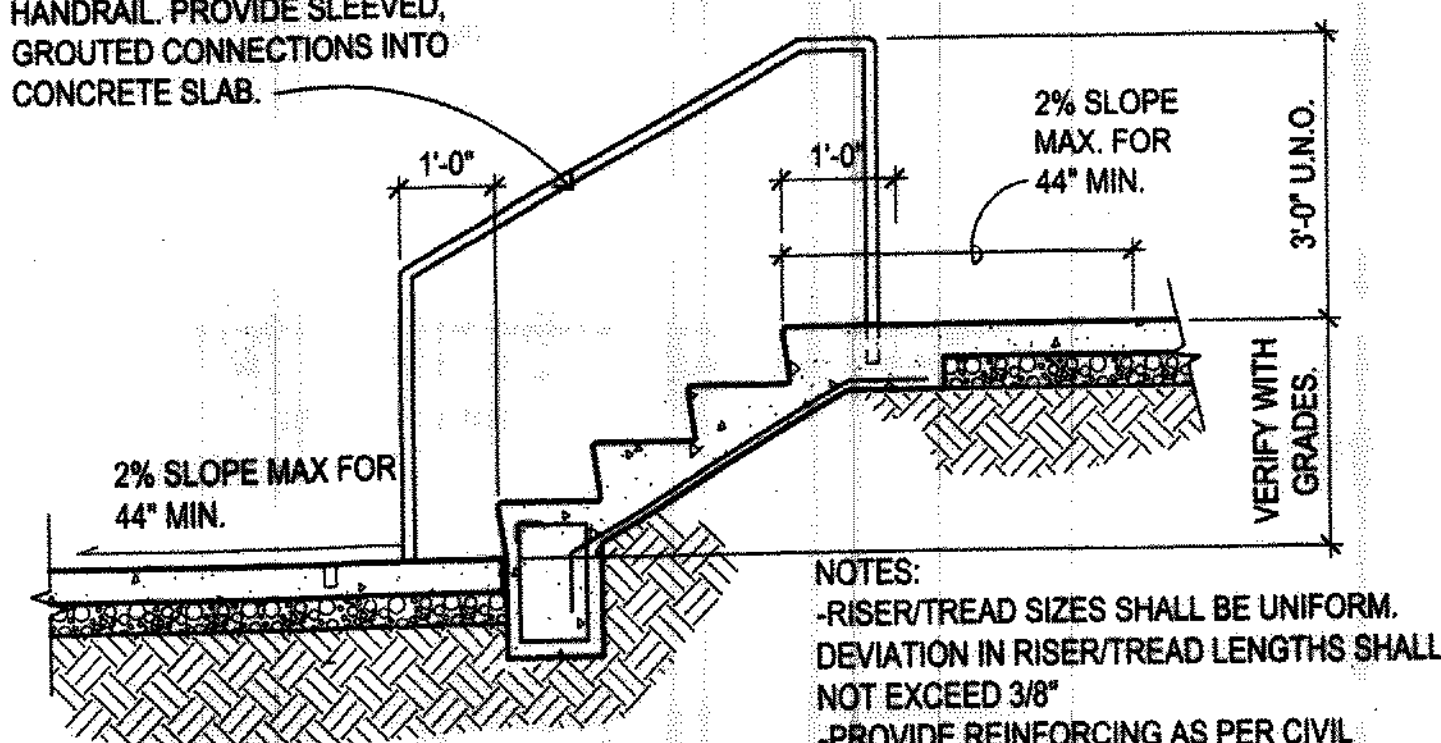 HANDRAIL. PROVIDE SLEEVED,
GROUTED CONNECTIONS INTO
CONCRETE SLAB.
1'-0"
1'-0"
2% SLOPE
MAX. FOR
44" MIN.
3'-0" U.N.O.
VERIFY WITH
GRADES.
2% SLOPE MAX FOR
44" MIN.
NOTES:
-RISER/TREAD SIZES SHALL BE UNIFORM.
DEVIATION IN RISER/TREAD LENGTHS SHALL
NOT EXCEED 3/8"
-PROVIDE REINFORCING AS PER CIVIL